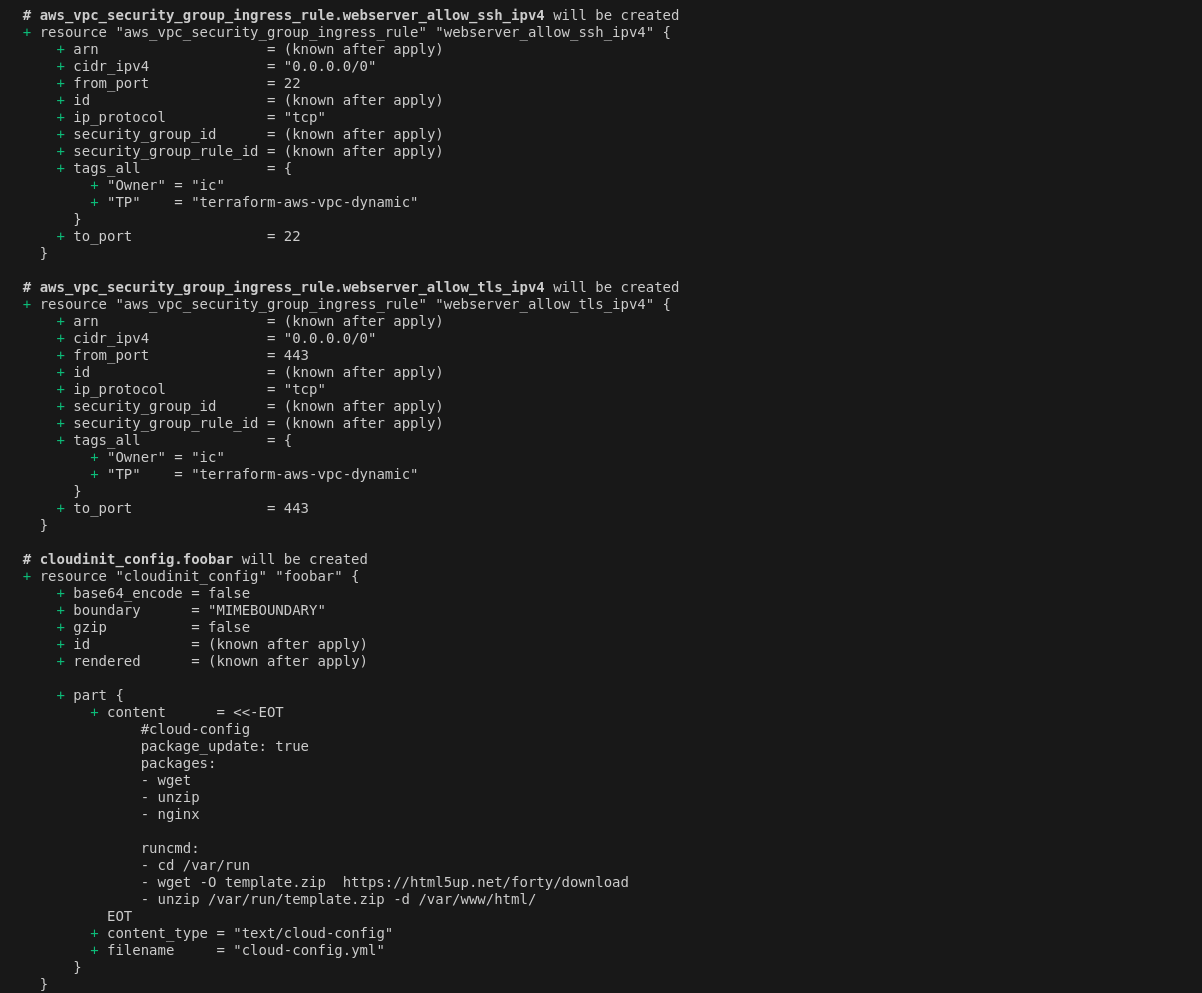 # aws_vpc_security_group_ingress_rule.webserver_allow_ssh_ipv4 will be created
+ resource "aws_vpc_security_group_ingress_rule" "webserver_allow_ssh_ipv4" {
+ arn = (known after apply)
+ cidr_ipv4 = "0.0.0.0/0"
+ from_port = 22
+ id = (known after apply)
+ ip_protocol = "tcp"
+ security_group_id = (known after apply)
+ security_group_rule_id = (known after apply)
+ tags_all = {
+ "Owner" = "ic"
+ "TP" = "terraform-aws-vpc-dynamic"
}
+ to_port = 22
}
# aws_vpc_security_group_ingress_rule.webserver_allow_tls_ipv4 will be created
+ resource "aws_vpc_security_group_ingress_rule" "webserver_allow_tls_ipv4" {
+ arn = (known after apply)
+ cidr_ipv4 = "0.0.0.0/0"
+ from_port = 443
+ id = (known after apply)
+ ip_protocol = "tcp"
+ security_group_id = (known after apply)
+ security_group_rule_id = (known after apply)
+ tags_all = {
+ "Owner" = "ic"
+ "TP" = "terraform-aws-vpc-dynamic"
}
+ to_port = 443
}
# cloudinit_config.foobar will be created
+ resource "cloudinit_config" "foobar" {
+ base64_encode = false
+ boundary = "MIMEBOUNDARY"
+ gzip = false
+ id = (known after apply)
+ rendered = (known after apply)
+ part {
+ content = <<-EOT
#cloud-config
package_update: true
packages:
- wget
- unzip
- nginx
runcmd:
- cd /var/run
- wget -O template.zip  https://html5up.net/forty/download
- unzip /var/run/template.zip -d /var/www/html/
EOT
+ content_type = "text/cloud-config"
+ filename = "cloud-config.yml"
}
}